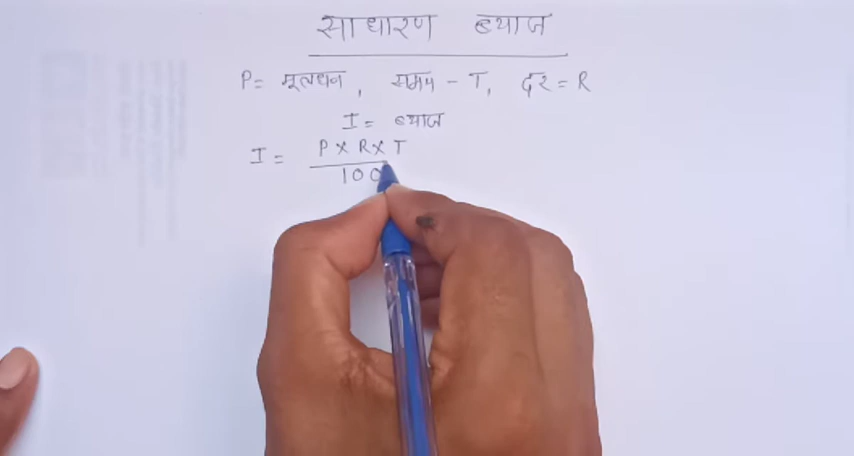 साधारण ब्याज
P= मूलधन, समय - T, दर = R
I = ब्याज
I = P × R × T
100